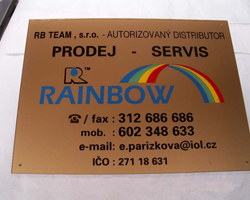 RB TEAM , s.r.o. - AUTORIZOVANÝ DISTRIBUTOR
PRODEJ - SERVIS
R ™
RAINBOW
☎ / fax : 312 686 686
mob. : 602 348 633
e-mail: e.parizkova@iol.cz
IČO : 271 18 631